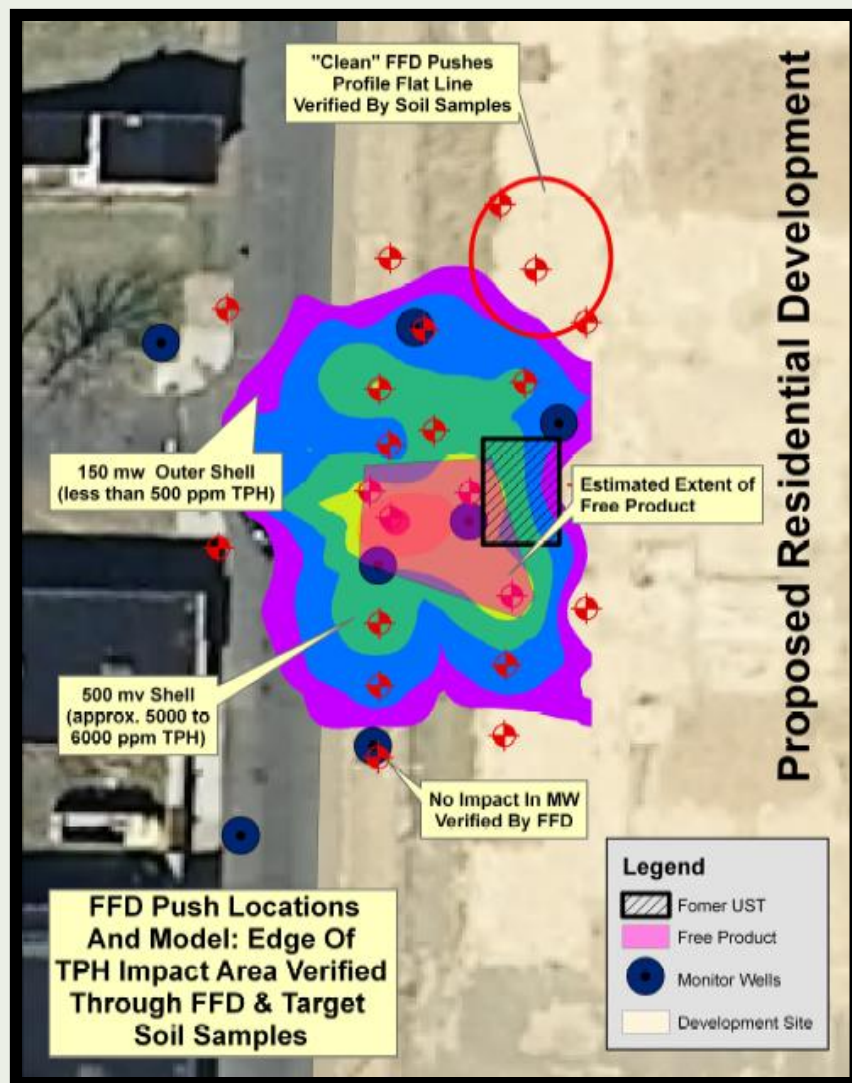 "Clean" FFD Pushes
Profile Flat Line
Verified By Soil Samples
Proposed Residential Development
150 mw Outer Shell
(less than 500 ppm TPH)
Estimated Extent of
Free Product
500 mv Shell
(approx. 5000 to
6000 ppm TPH)
No Impact In MW
Verified By FFD
FFD Push Locations
And Model: Edge Of
TPH Impact Area Verified
Through FFD & Target
Soil Samples
Legend
Fomer UST
Free Product
Monitor Wells
Development Site